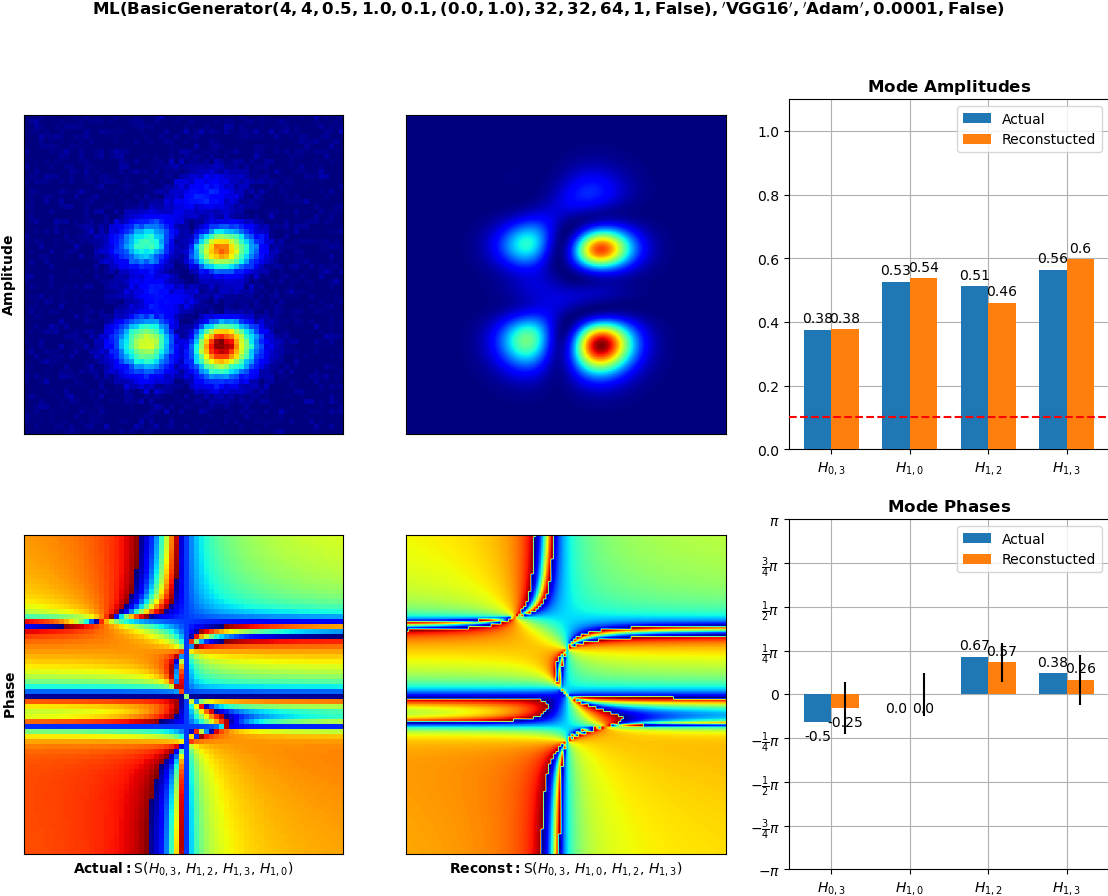 ML(BasicGenerator(4, 4, 0.5, 1.0, 0.1, (0.0, 1.0), 32, 32, 64, 1, False), 'VGG16', 'Adam', 0.0001, False)
Amplitude
Mode Amplitudes
Actual
Reconstucted
1.0
0.8
0.6
0.4
0.2
0.0
0.38
0.38
0.53
0.54
0.51
0.46
0.56
0.6
H0,3
H1,0
H1,2
H1,3
Phase
Actual: S(H0,3, H1,2, H1,3, H1,0)
Reconst: S(H0,3, H1,0, H1,2, H1,3)
Mode Phases
Actual
Reconstucted
π
3/4π
1/2π
1/4π
0
−1/4π
−1/2π
−3/4π
−π
-0.5
-0.25
0.0
0.0
0.67
0.57
0.38
0.26
H0,3
H1,0
H1,2
H1,3